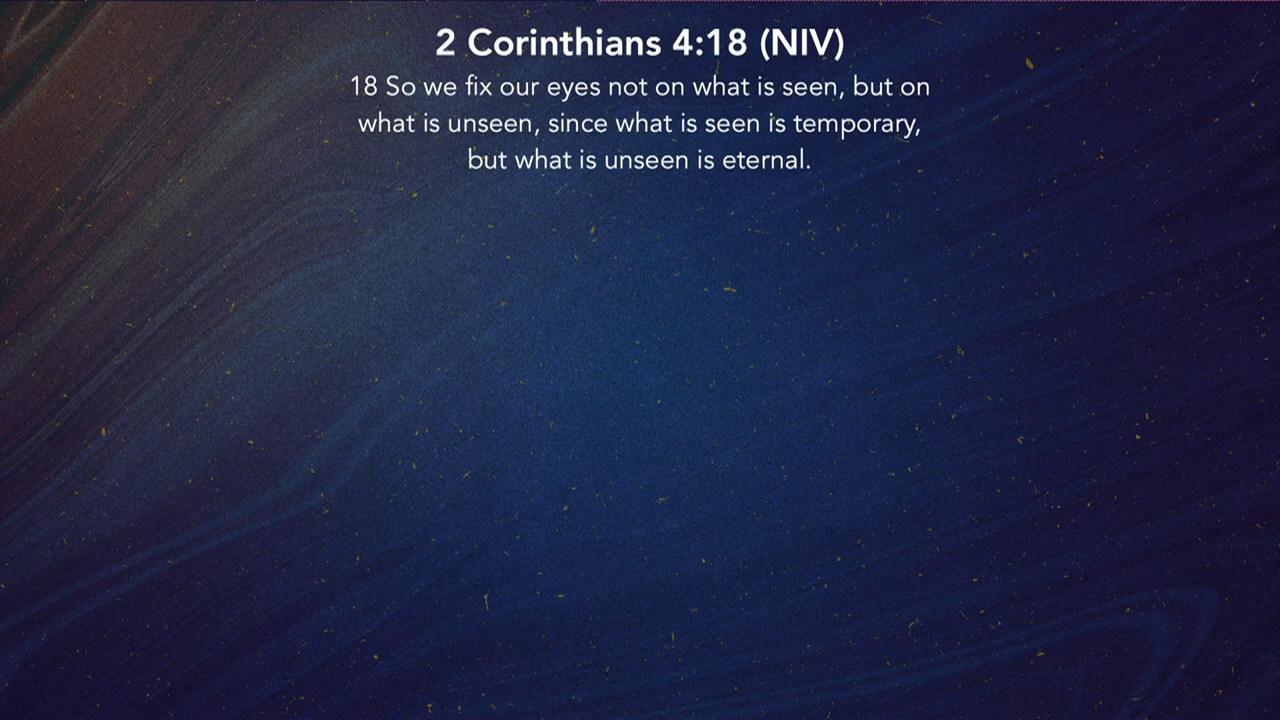 2 Corinthians 4:18 (NIV)
18 So we fix our eyes not on what is seen, but on
what is unseen, since what is seen is temporary,
but what is unseen is eternal.